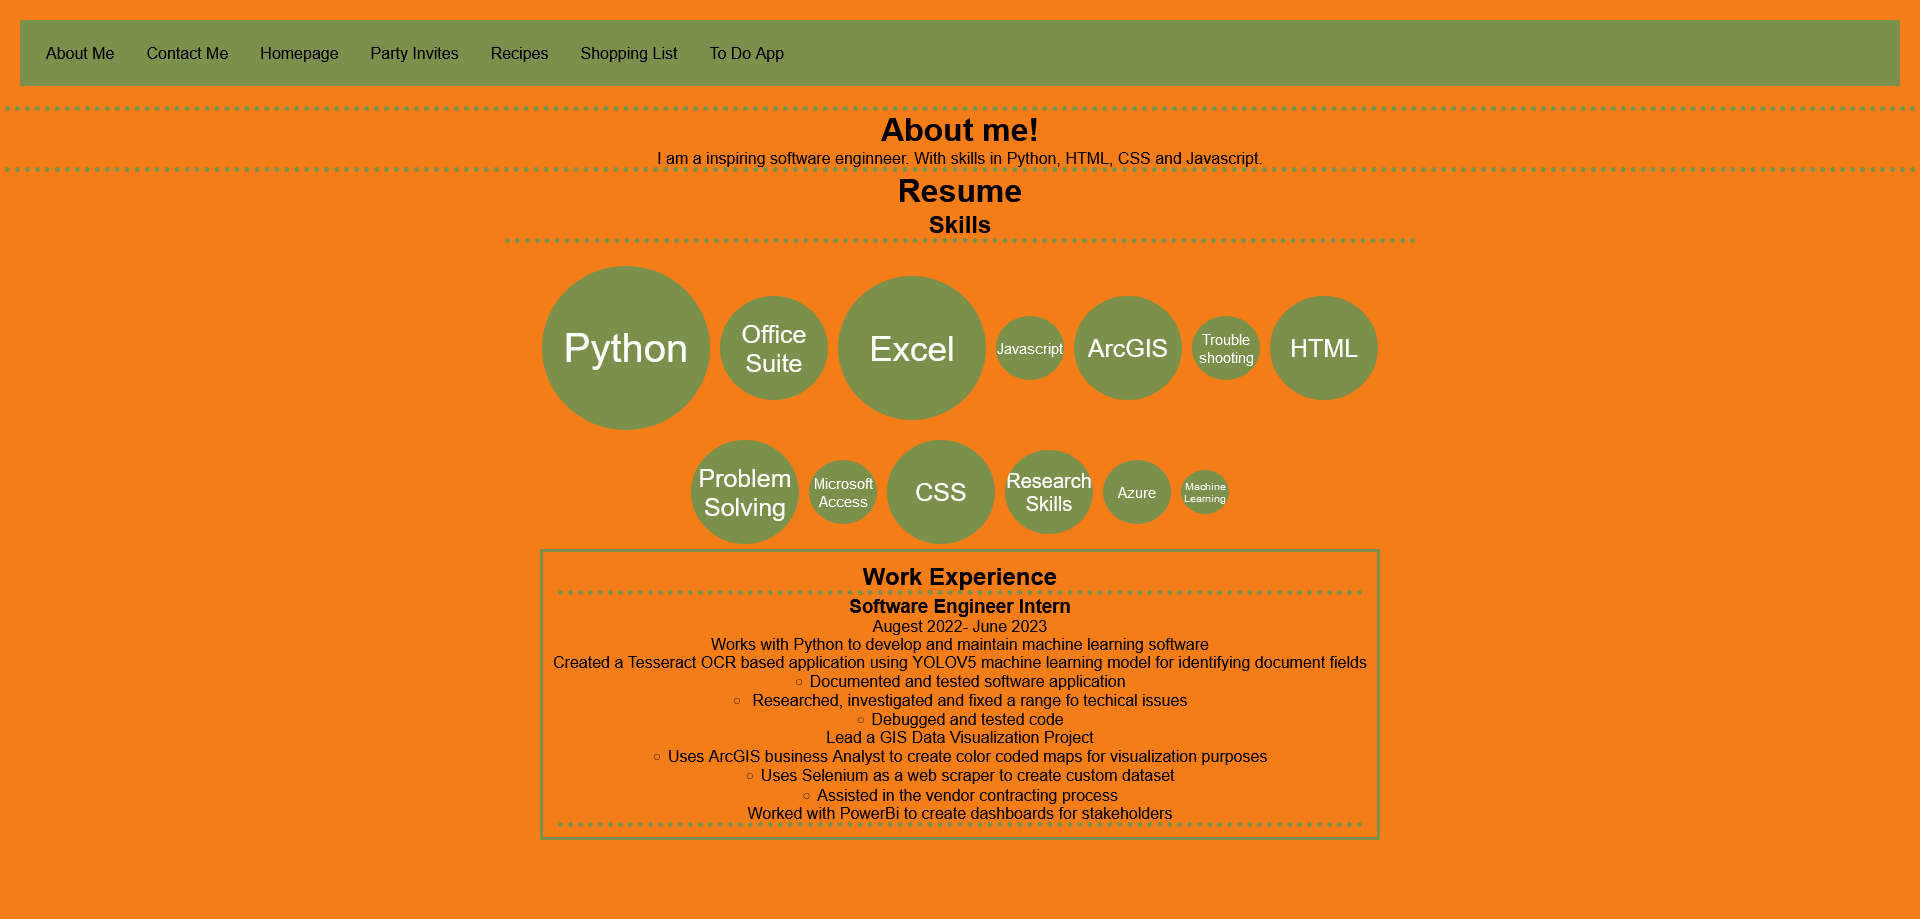 About Me Contact Me Homepage Party Invites Recipes Shopping List To Do App
About me!
I am a inspiring software enginneer. With skills in Python, HTML, CSS and Javascript.
Resume
Skills
Python
Office
Suite
Excel
Javascript
ArcGIS
Trouble
shooting
HTML
Problem
Solving
Microsoft
Access
CSS
Research
Skills
Azure
Machine
Learning
Work Experience
Software Engineer Intern
Augest 2022- June 2023
Works with Python to develop and maintain machine learning software
Created a Tesseract OCR based application using YOLOV5 machine learning model for identifying document fields
◦ Documented and tested software application
◦ Researched, investigated and fixed a range fo techical issues
◦ Debugged and tested code
Lead a GIS Data Visualization Project
◦ Uses ArcGIS business Analyst to create color coded maps for visualization purposes
◦ Uses Selenium as a web scraper to create custom dataset
◦ Assisted in the vendor contracting process
Worked with PowerBi to create dashboards for stakeholders